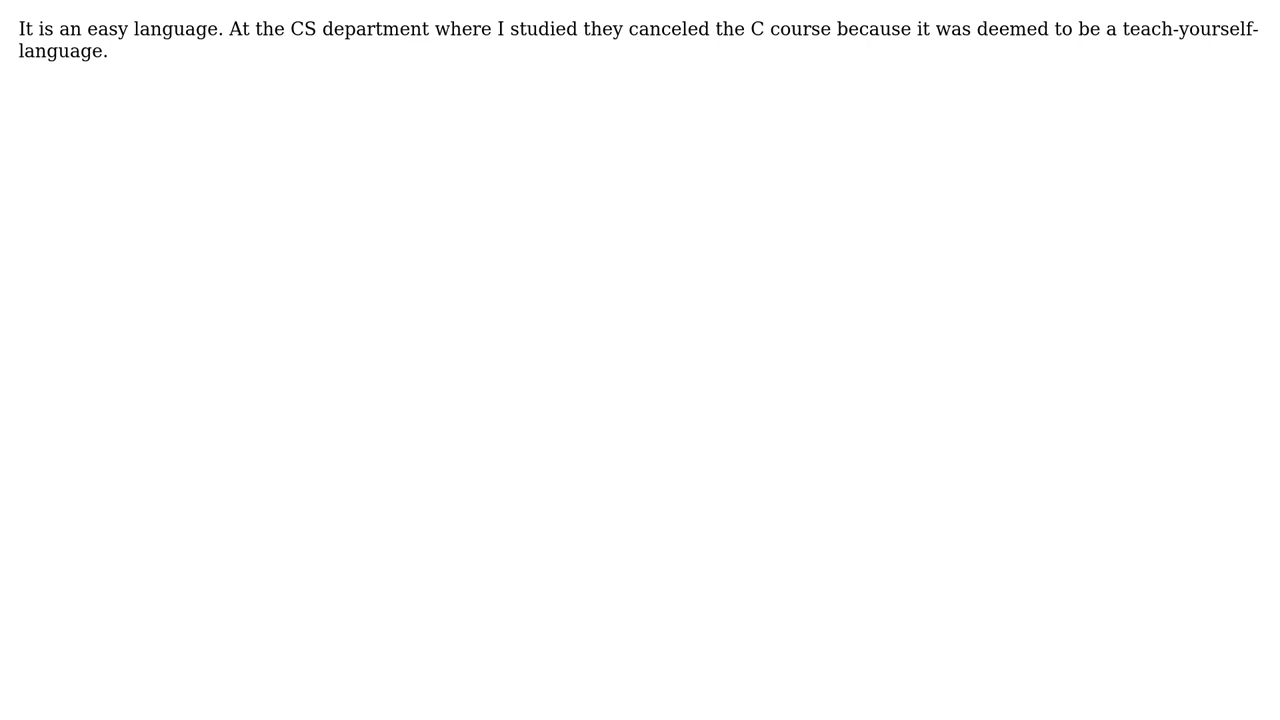 It is an easy language. At the CS department where I studied they canceled the C course because it was deemed to be a teach-yourself-
language.